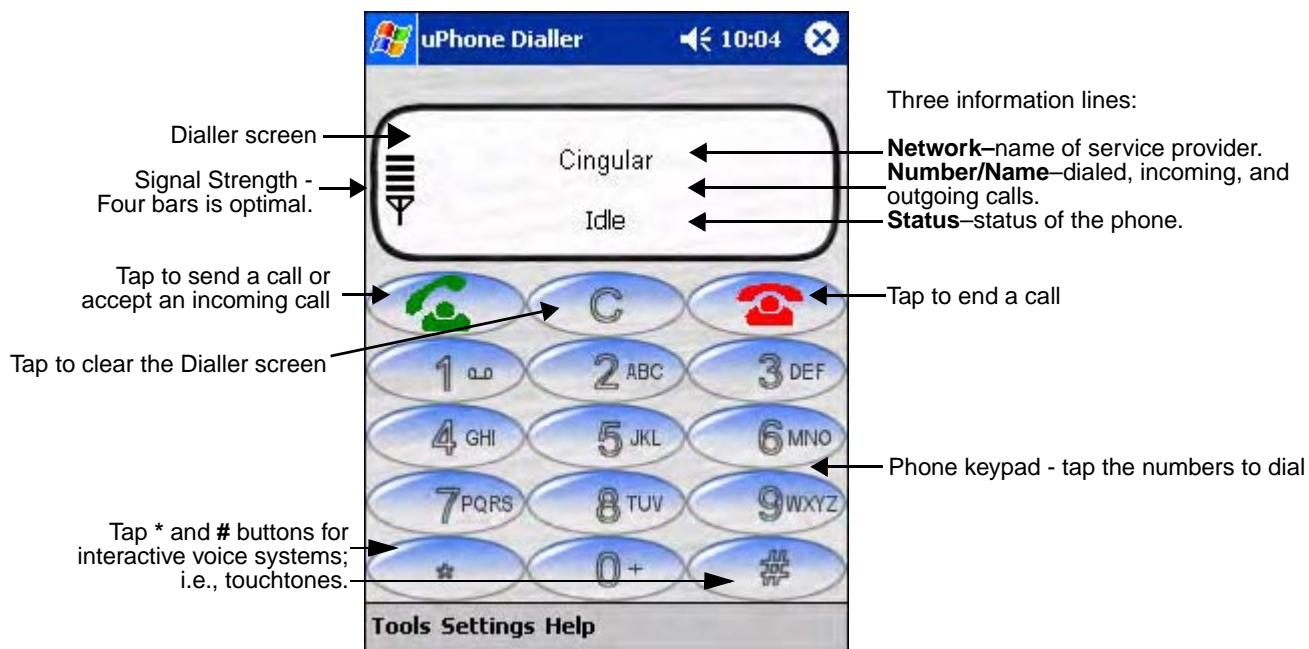 uPhone Dialler 10:04
Three information lines:
Dialler screen
Cingular
Network–name of service provider.
Number/Name–dialed, incoming, and
outgoing calls.
Signal Strength -
Four bars is optimal.
Idle
Status–status of the phone.
Tap to send a call or
accept an incoming call
C
Tap to end a call
Tap to clear the Dialler screen
1
2 ABC
3 DEF
4 GHI
5 JKL
6 MNO
Phone keypad - tap the numbers to dial
7 PQRS
8 TUV
9 WXYZ
Tap * and # buttons for
interactive voice systems;
i.e., touchtones.
*
0 +
#
Tools Settings Help